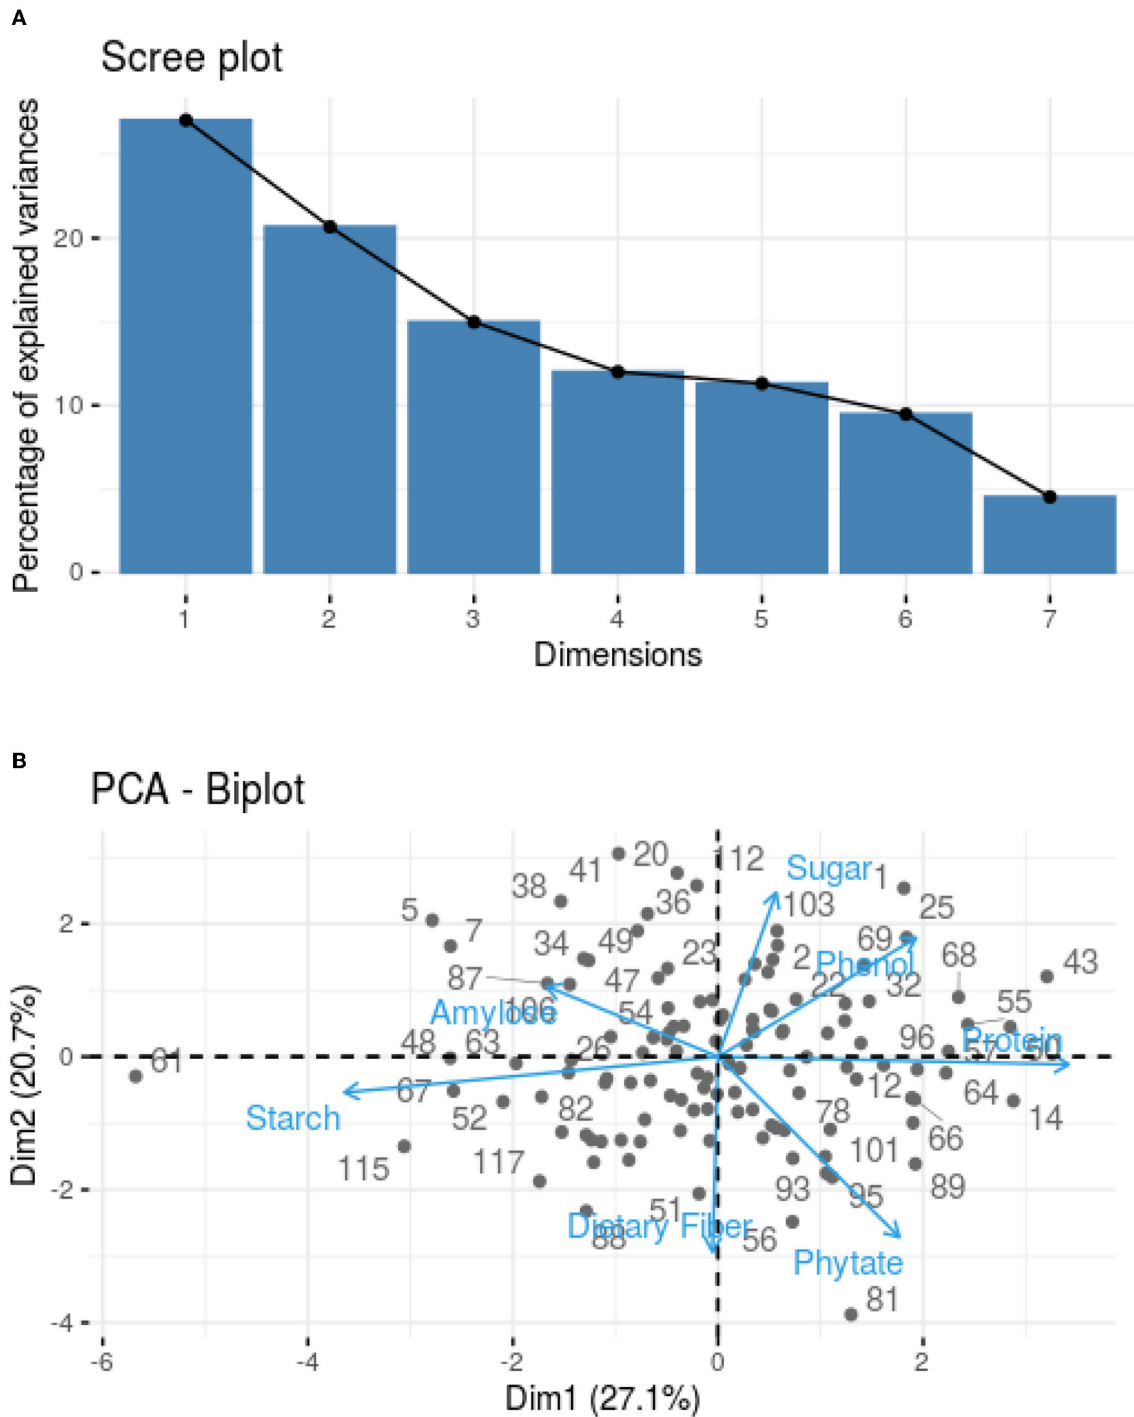 A
Scree plot
Percentage of explained variances
20
10
0
1 2 3 4 5 6 7
Dimensions
B
PCA - Biplot
Dim2 (20.7%)
2
0
-2
-4
41 20 112 Sugar 1
38 36 103 25
5 7 34 49 23 2 69 68 43
Phenol
87 47 22 32 55
Amylose 106 54 96 57 Protein 50
61 48 63 26
67 52 82 12 64 14
Starch
78 66
115 117 101
51 93 95 89
Dietary Fiber 88 56
Phytate
81
-6 -4 -2 0 2
Dim1 (27.1%)